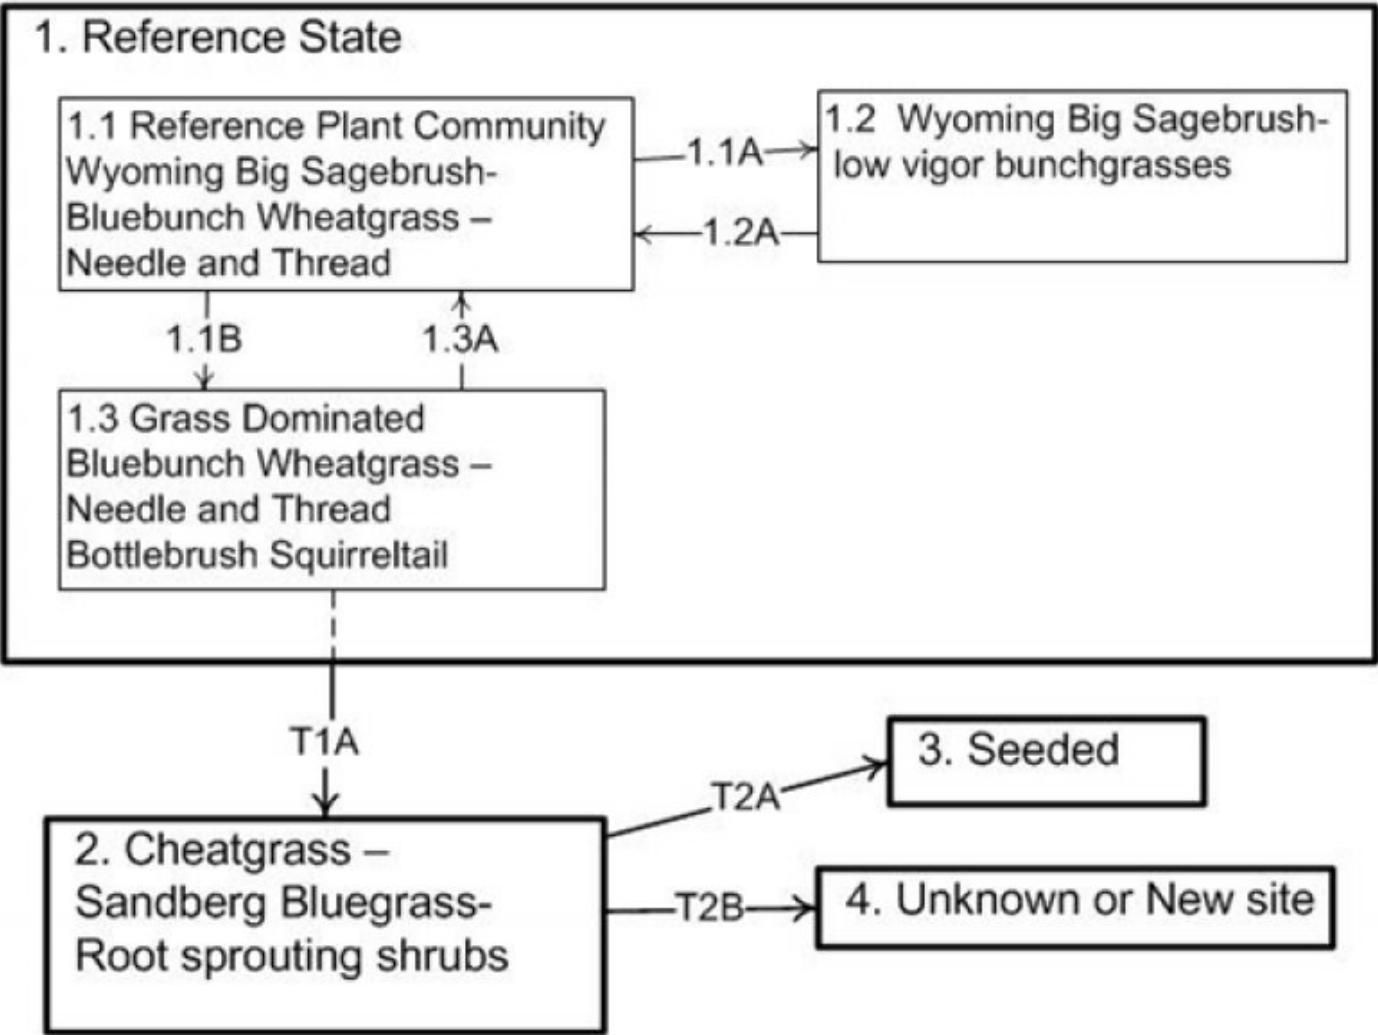 1. Reference State
1.1 Reference Plant Community
Wyoming Big Sagebrush-
Bluebunch Wheatgrass –
Needle and Thread
1.1A
1.2 Wyoming Big Sagebrush-
low vigor bunchgrasses
1.2A
1.1B
1.3A
1.3 Grass Dominated
Bluebunch Wheatgrass –
Needle and Thread
Bottlebrush Squirreltail
T1A
2. Cheatgrass –
Sandberg Bluegrass-
Root sprouting shrubs
T2A
3. Seeded
T2B
4. Unknown or New site